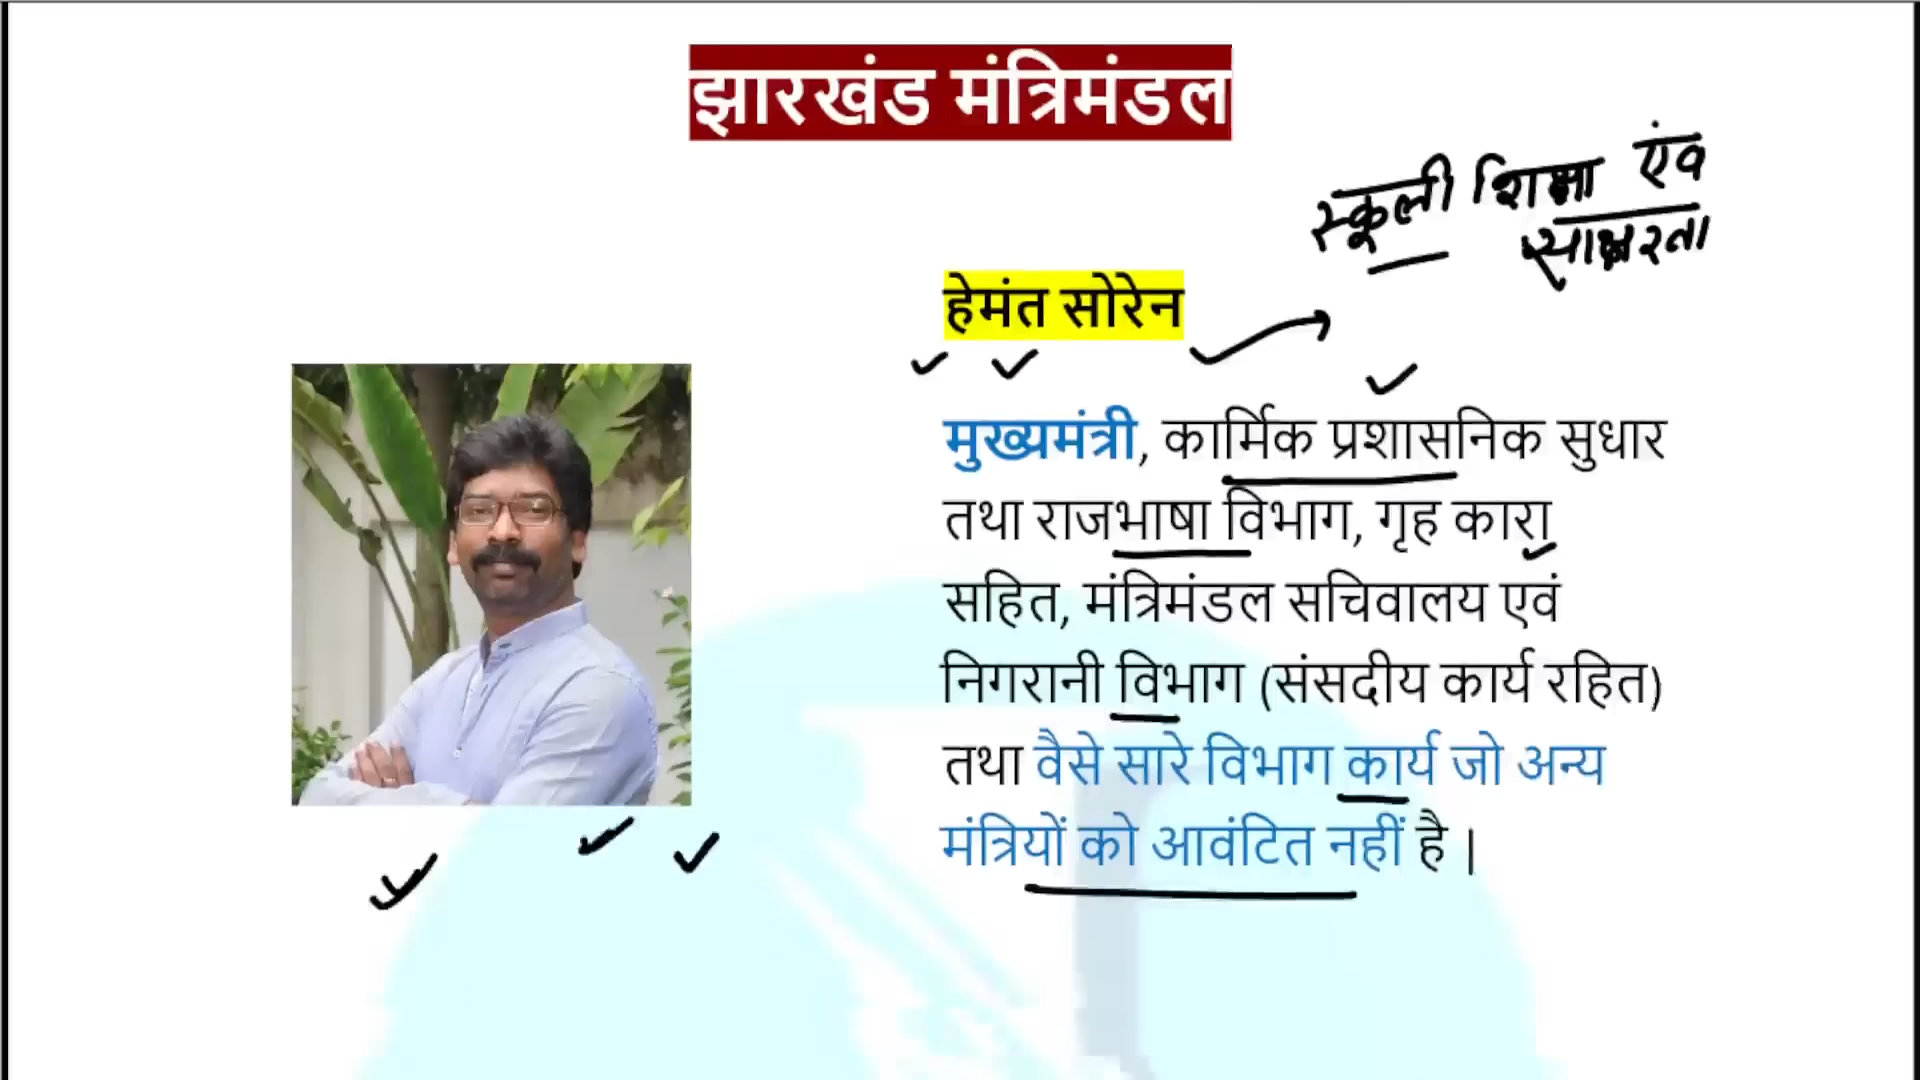 झारखंड मंत्रिमंडल
स्कूली शिक्षा एंव
साक्षरता
हेमंत सोरेन
मुख्यमंत्री, कार्मिक प्रशासनिक सुधार
तथा राजभाषा विभाग, गृह कारा
सहित, मंत्रिमंडल सचिवालय एवं
निगरानी विभाग (संसदीय कार्य रहित)
तथा वैसे सारे विभाग कार्य जो अन्य
मंत्रियों को आवंटित नहीं है |